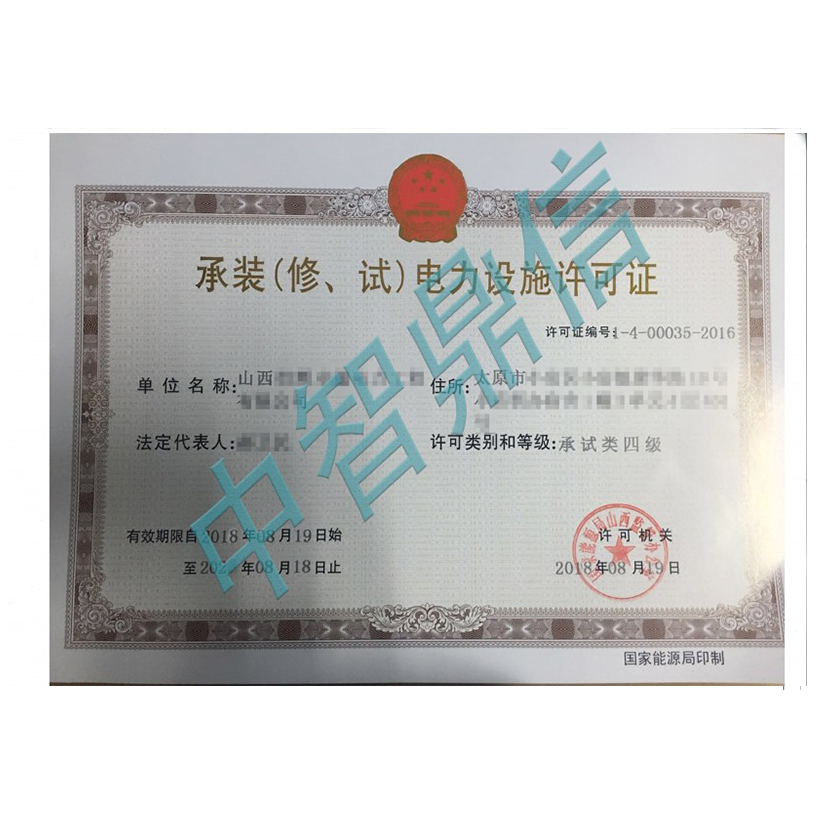 承装(修、试)电力设施许可证
许可证编号: -4-00035-2016
单位名称:山西
有限公司
住所:太原市
法定代表人:
许可类别和等级:承试类四级
有效期限自2018年08月19日始
至202 年08月18日止
许可机关
2018年08月19日
国家能源局印制
中智鼎信